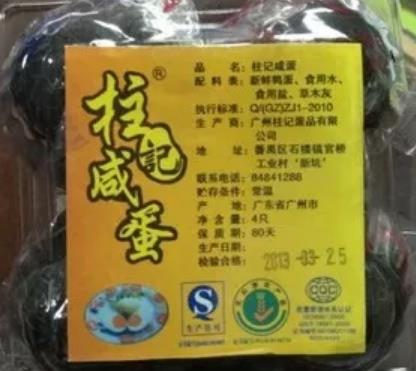 柱记咸蛋®
品名：柱记咸蛋
配料表：新鲜鸭蛋、食用水、
食用盐、草木灰
执行标准：Q/(GZ)ZJ1-2010
生产商：广州柱记蛋品有限
公司
地址：番禺区石楼镇官桥
工业村「新坑」
联系电话：84841288
贮存条件：常温
产地：广东省广州市
净含量：4只
保质期：80天
生产日期：
检验合格：2013-03-25
生产许可
CQC